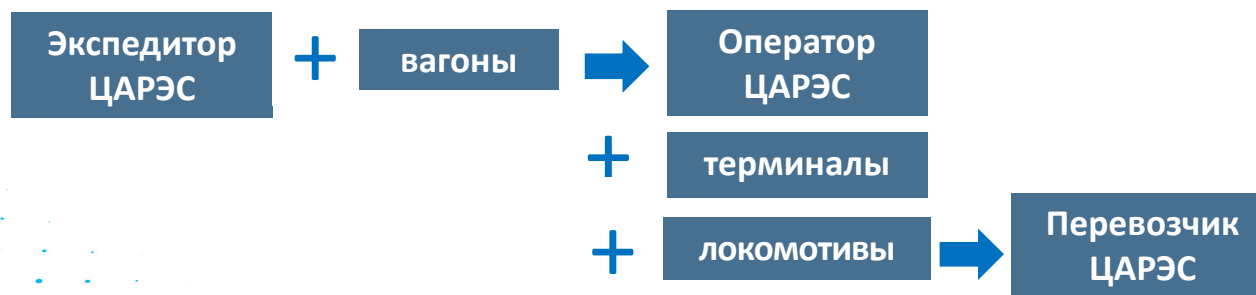 Экспедитор
ЦАРЭС
+
вагоны
Оператор
ЦАРЭС
+
терминалы
+
локомотивы
Перевозчик
ЦАРЭС